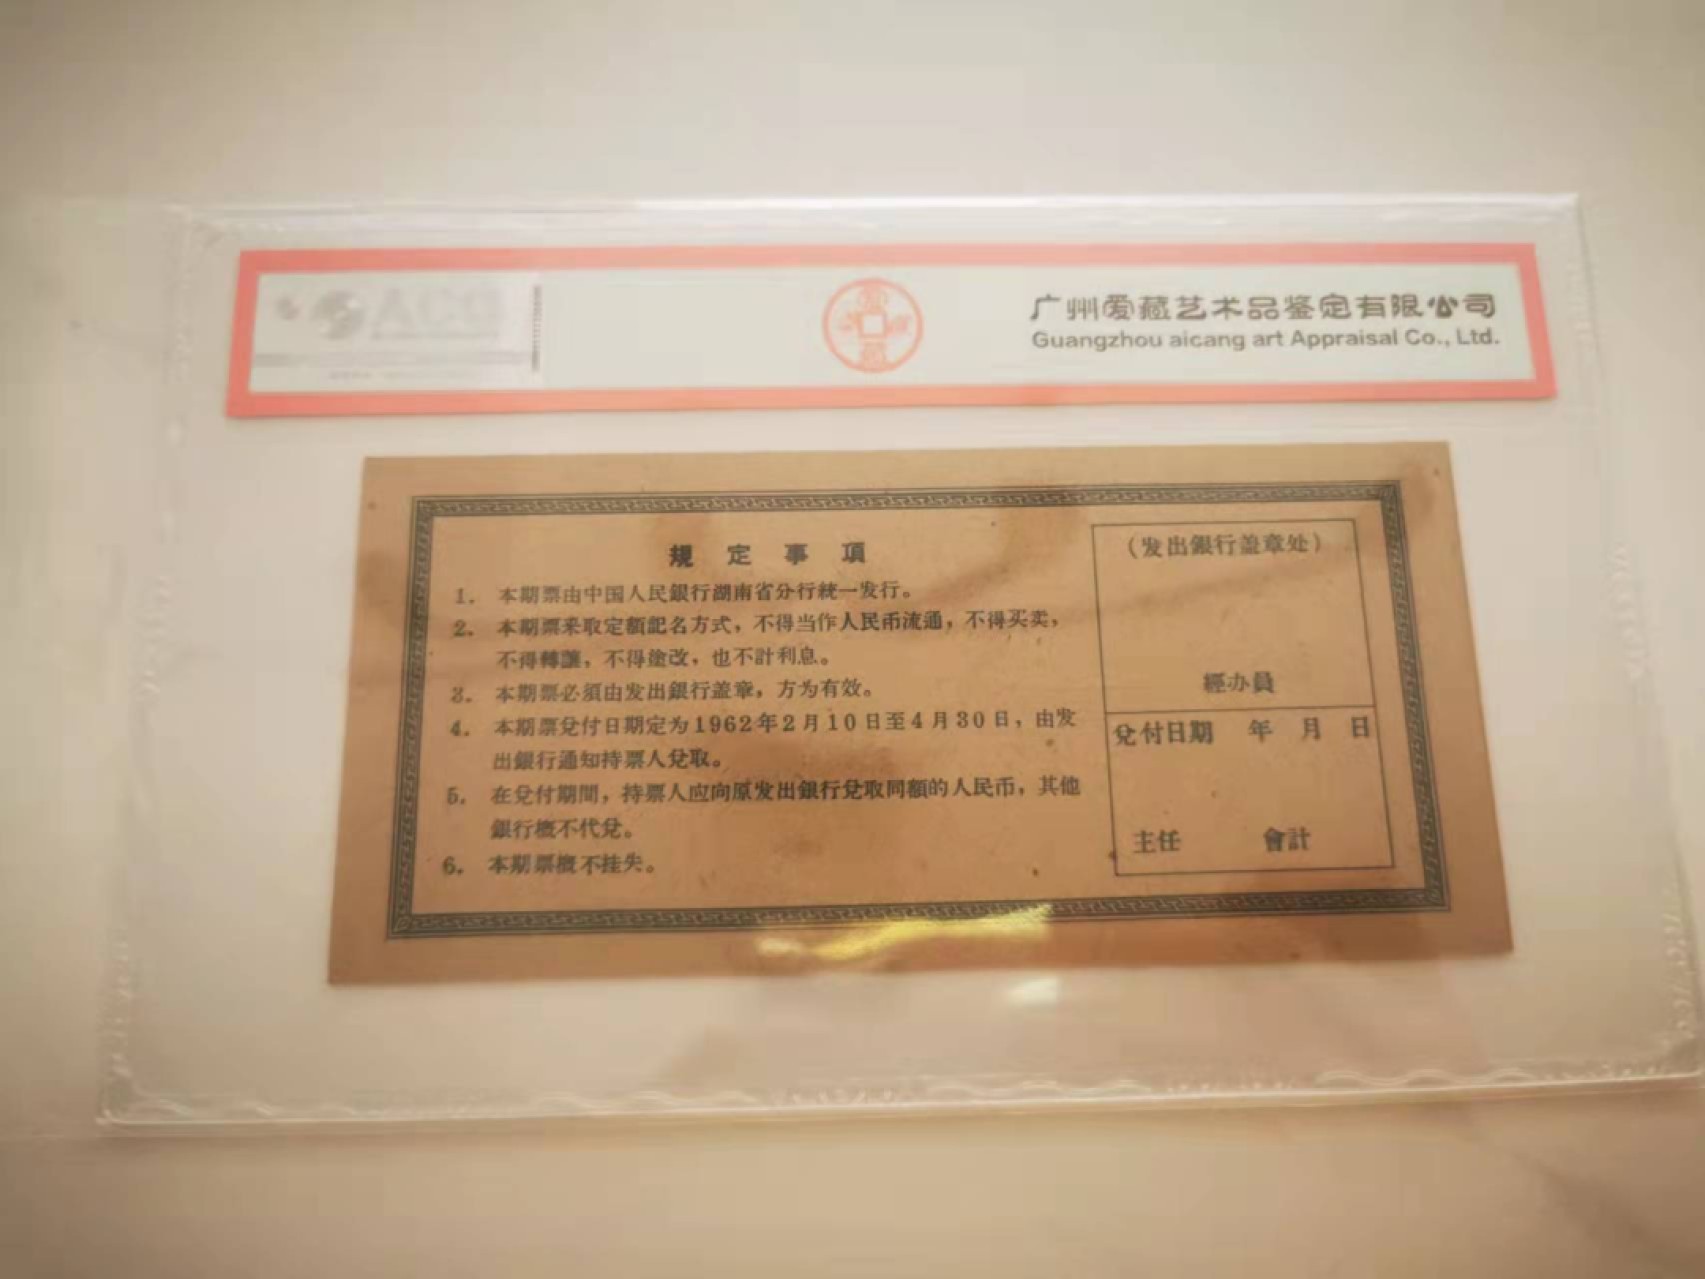 ACG
广州爱藏艺术品鉴定有限公司
Guangzhou aicang art Appraisal Co., Ltd.
規定事項
1. 本期票由中国人民銀行湖南省分行統一发行。
2. 本期票采取定額記名方式，不得当作人民币流通，不得买卖，
不得轉讓，不得塗改，也不計利息。
3. 本期票必須由发出銀行盖章，方为有效。
4. 本期票兌付日期定为1962年2月10日至4月30日，由发
出銀行通知持票人兌取。
5. 在兌付期間，持票人应向原发出銀行兌取同額的人民币，其他
銀行概不代兌。
6. 本期票概不挂失。
（发出銀行盖章处）
經办員
兌付日期 年 月 日
主任 會計